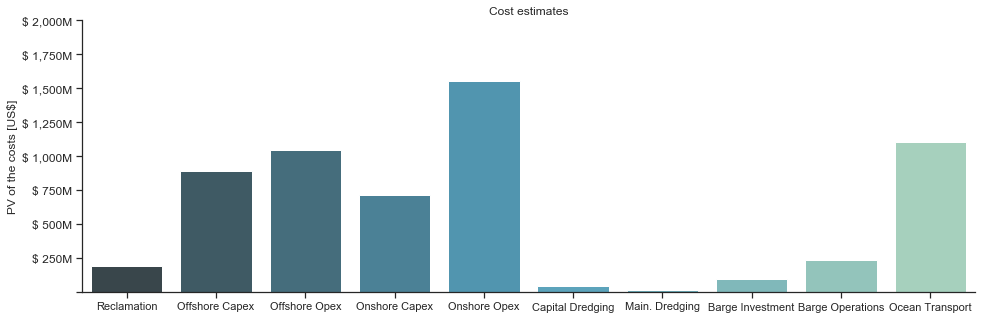 Cost estimates
PV of the costs [US$]
$ 2,000M
$ 1,750M
$ 1,500M
$ 1,250M
$ 1,000M
$ 750M
$ 500M
$ 250M
Reclamation Offshore Capex Offshore Opex Onshore Capex Onshore Opex Capital Dredging Main. Dredging Barge Investment Barge Operations Ocean Transport